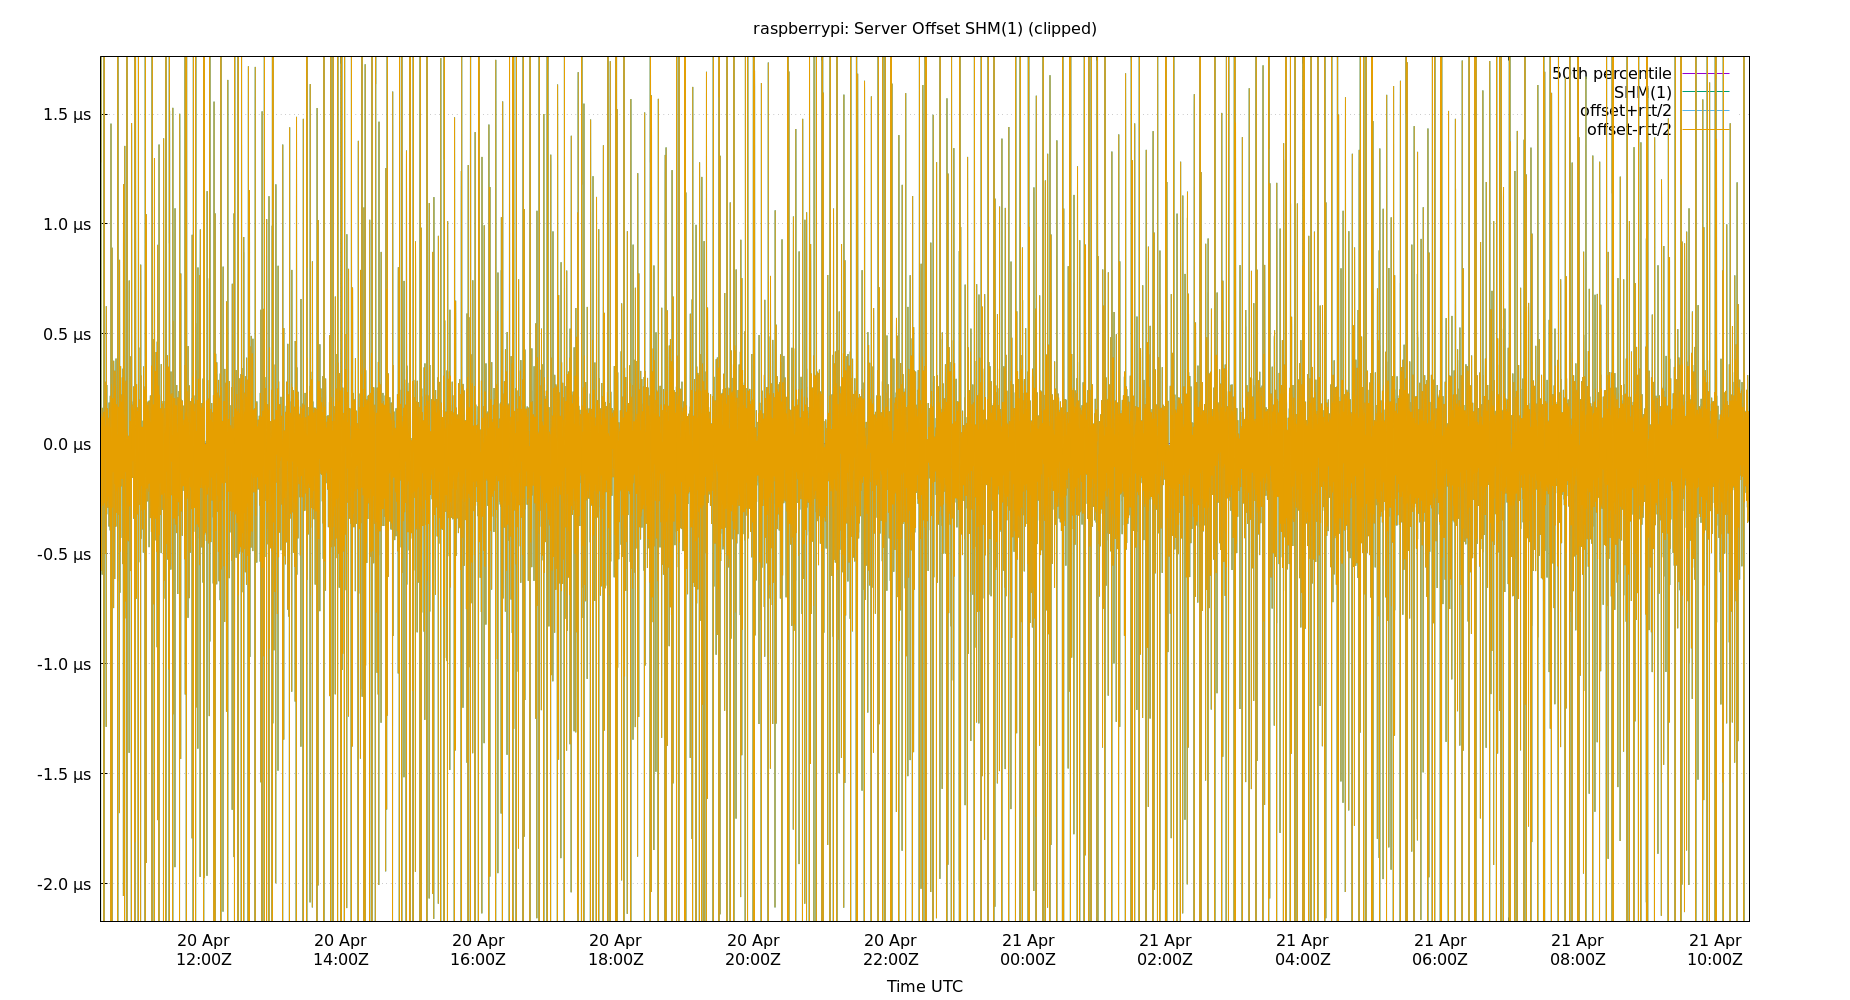 raspberrypi: Server Offset SHM(1) (clipped)
50th percentile
SHM(1)
offset+rtt/2
offset-rtt/2
1.5 µs
1.0 µs
0.5 µs
0.0 µs
-0.5 µs
-1.0 µs
-1.5 µs
-2.0 µs
20 Apr 20 Apr 20 Apr 20 Apr 20 Apr 20 Apr 21 Apr 21 Apr 21 Apr 21 Apr 21 Apr 21 Apr
12:00Z 14:00Z 16:00Z 18:00Z 20:00Z 22:00Z 00:00Z 02:00Z 04:00Z 06:00Z 08:00Z 10:00Z
Time UTC